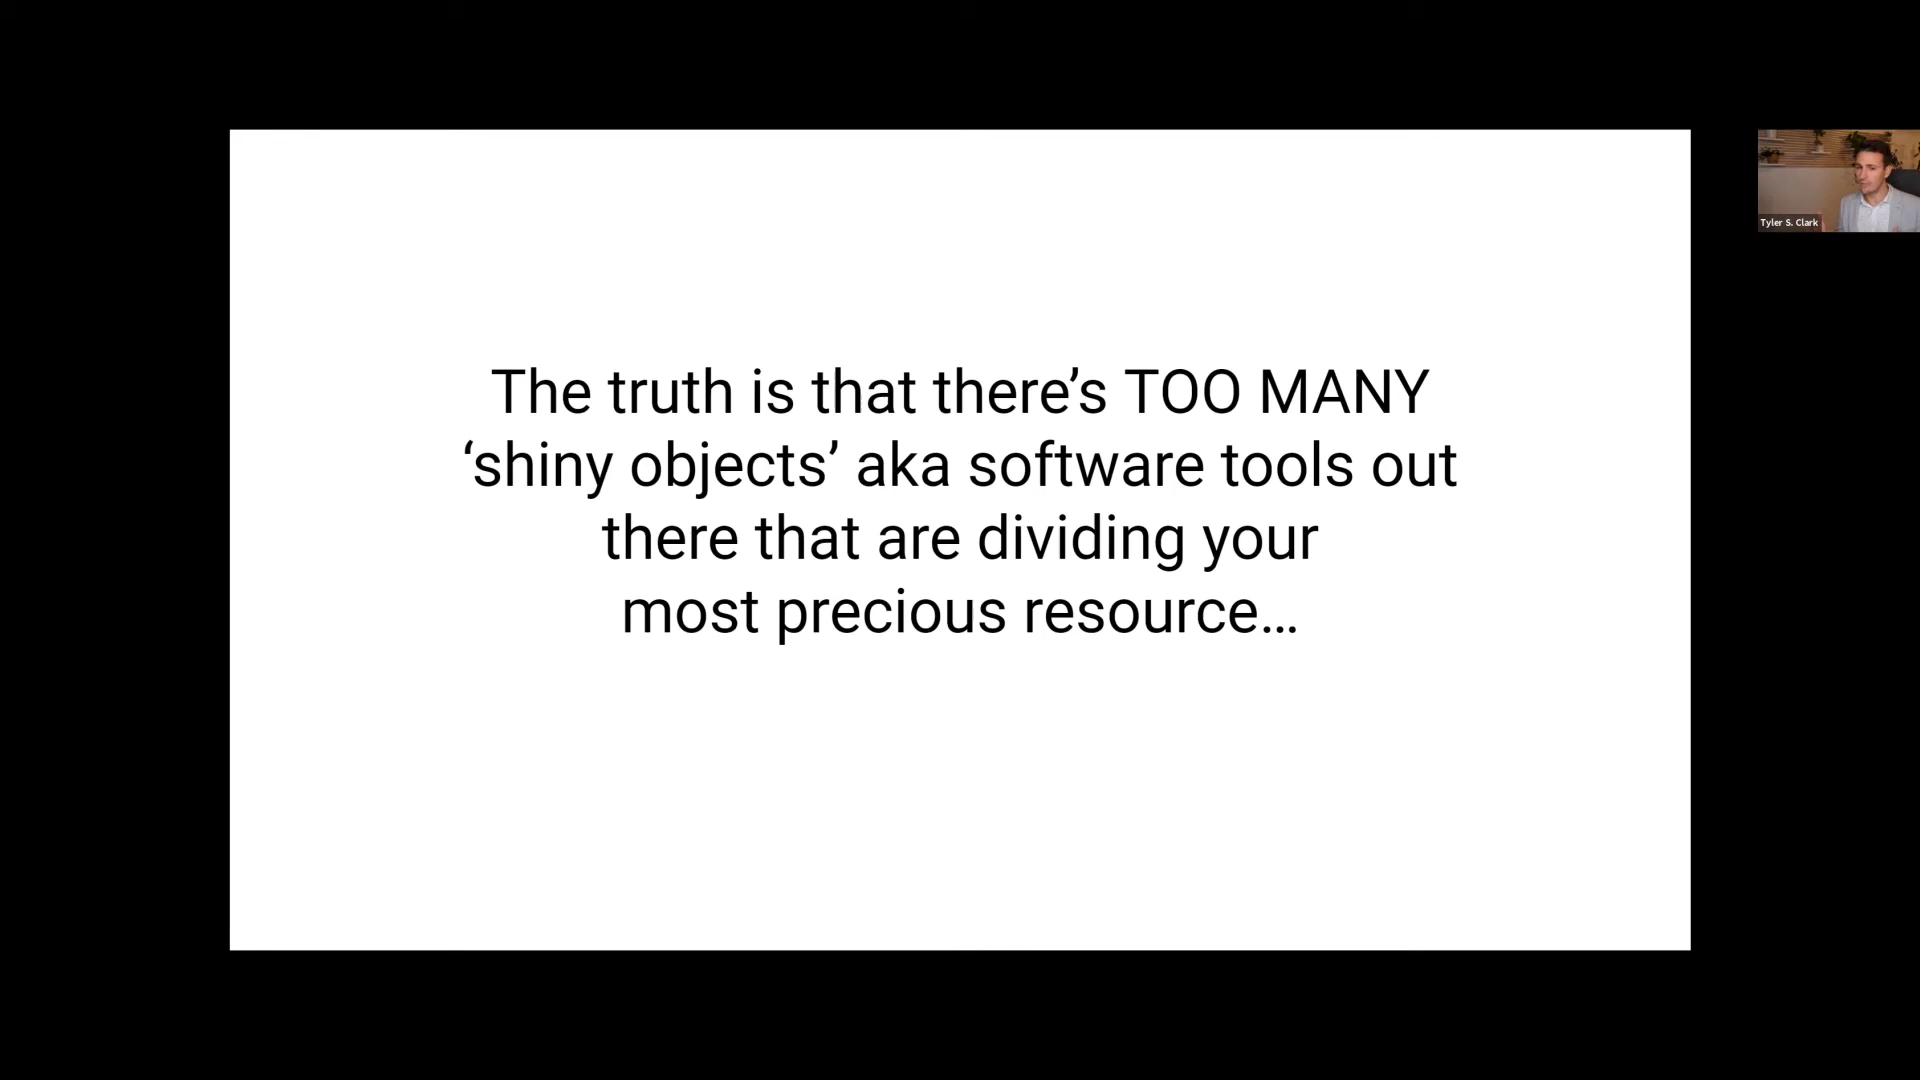 The truth is that there’s TOO MANY
‘shiny objects’ aka software tools out
there that are dividing your
most precious resource…
Tyler S. Clark